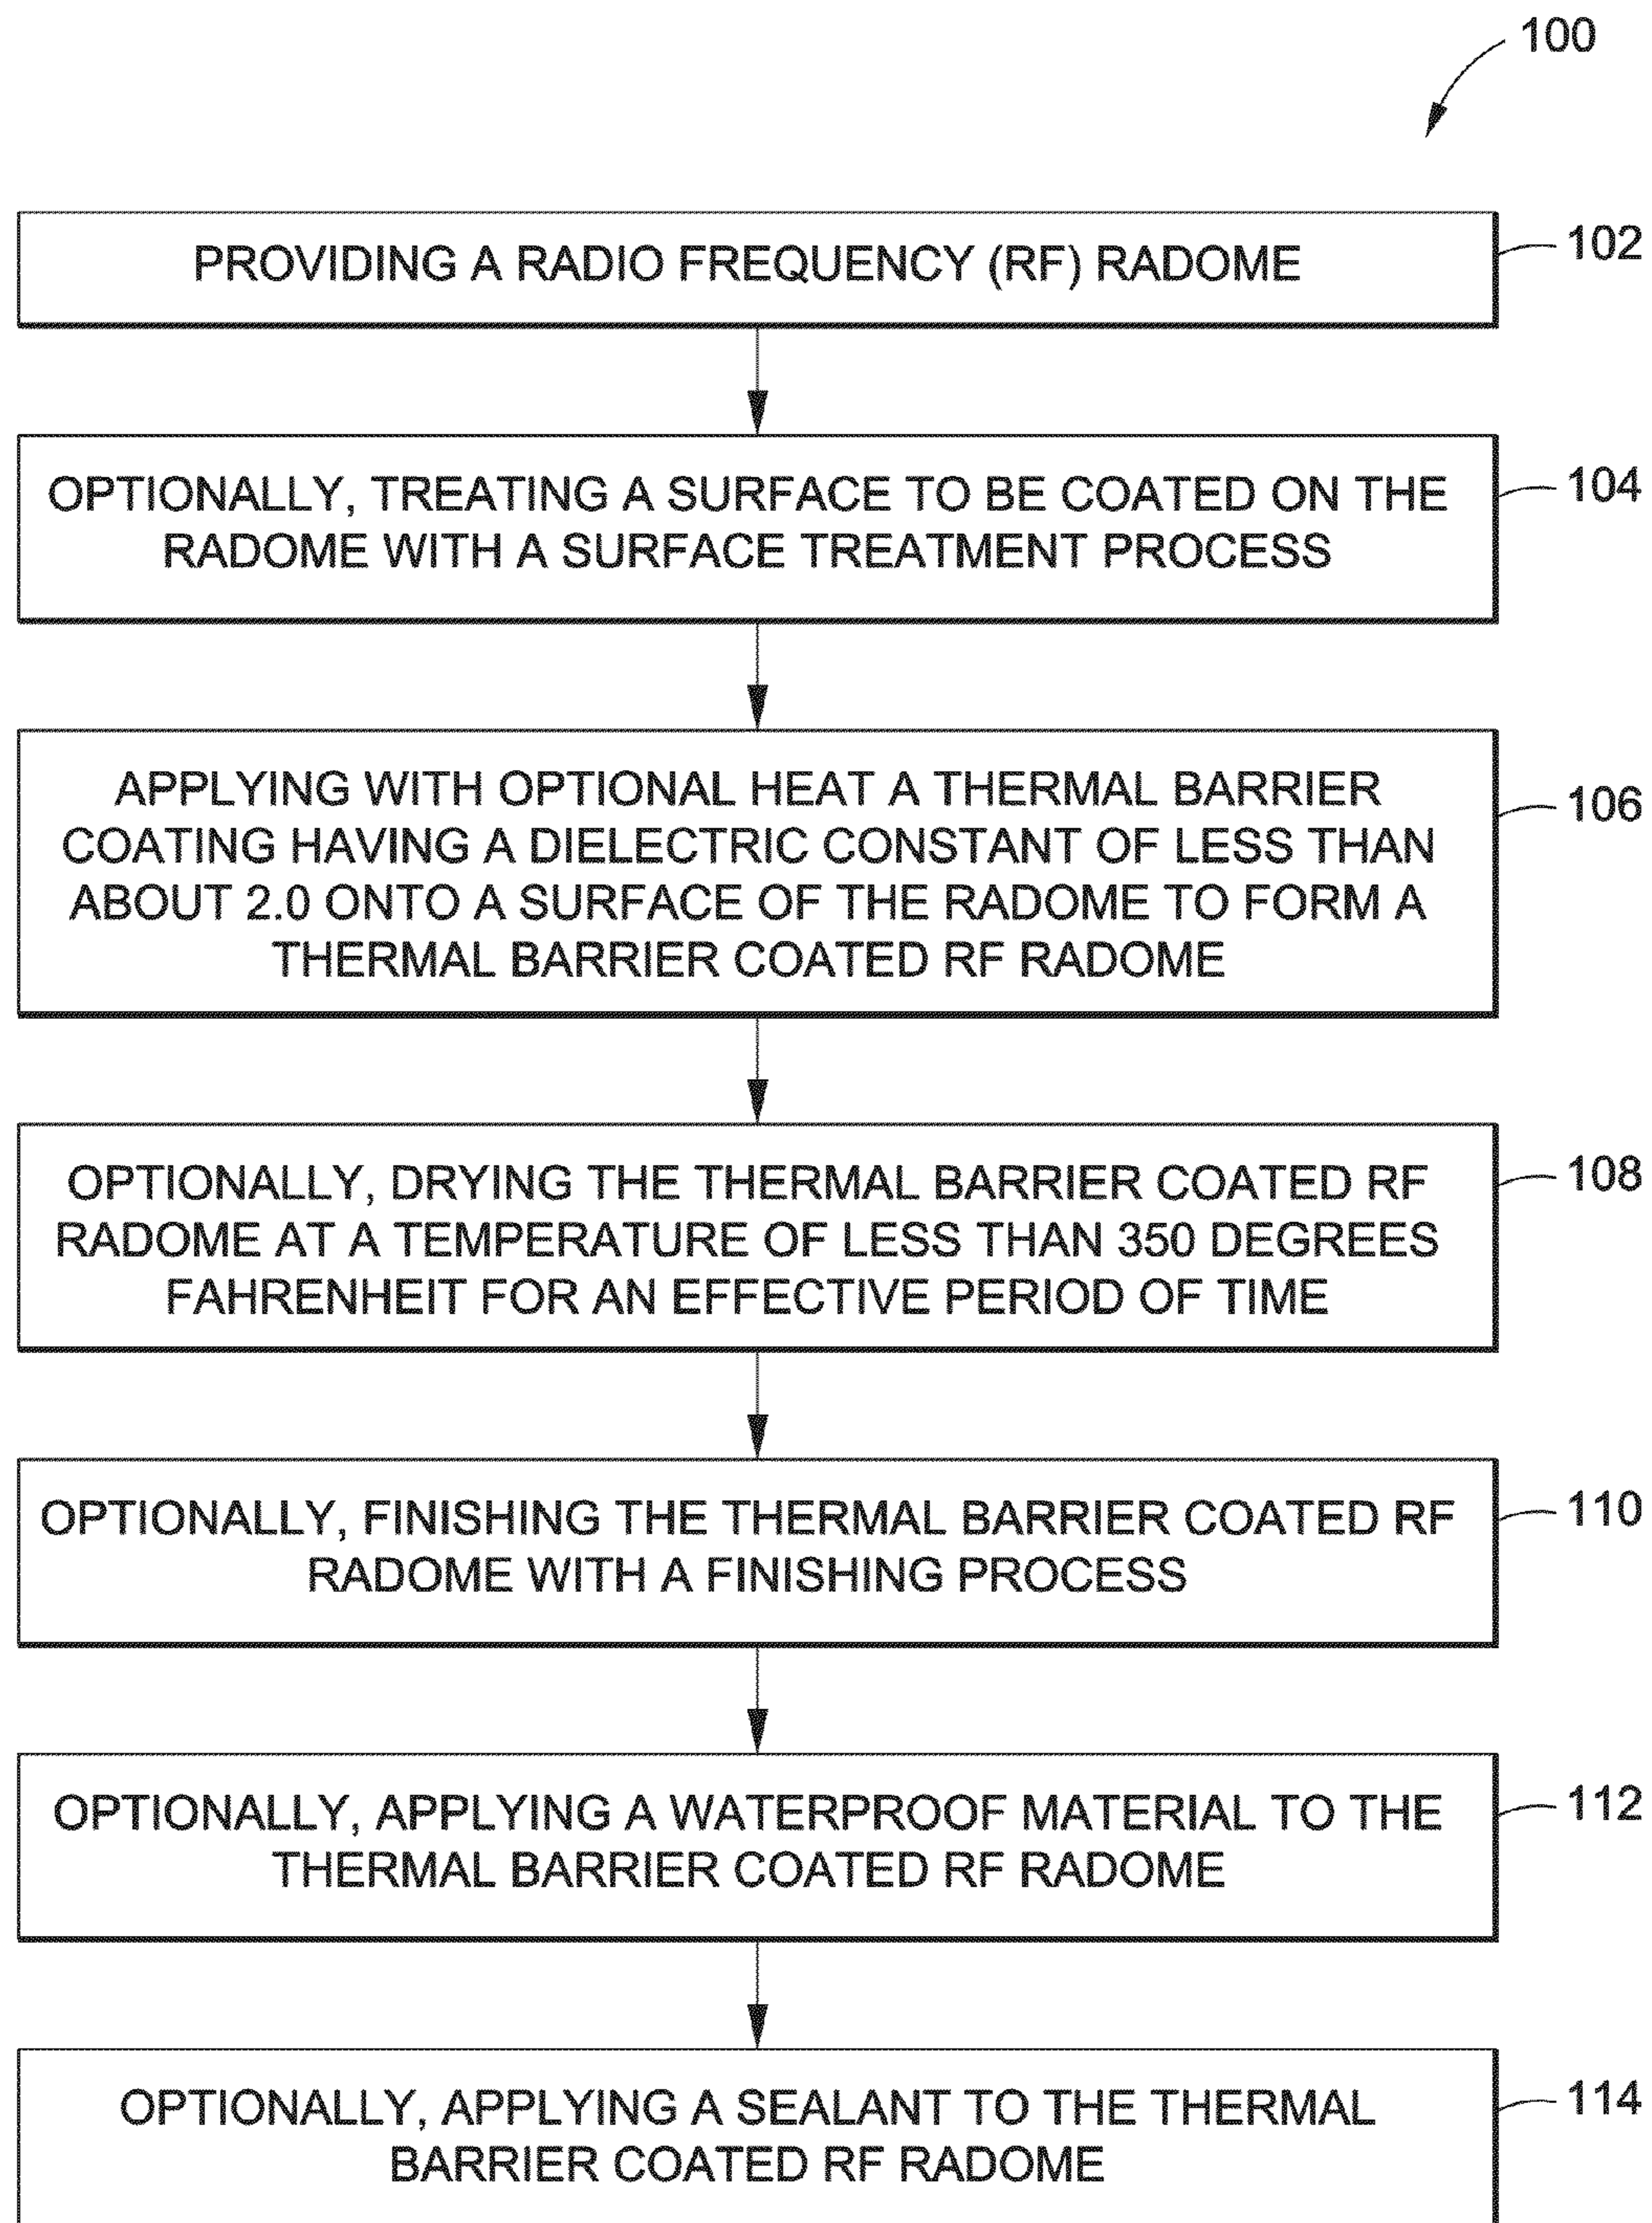 100
PROVIDING A RADIO FREQUENCY (RF) RADOME
102
OPTIONALLY, TREATING A SURFACE TO BE COATED ON THE
RADOME WITH A SURFACE TREATMENT PROCESS
104
APPLYING WITH OPTIONAL HEAT A THERMAL BARRIER
COATING HAVING A DIELECTRIC CONSTANT OF LESS THAN
ABOUT 2.0 ONTO A SURFACE OF THE RADOME TO FORM A
THERMAL BARRIER COATED RF RADOME
106
OPTIONALLY, DRYING THE THERMAL BARRIER COATED RF
RADOME AT A TEMPERATURE OF LESS THAN 350 DEGREES
FAHRENHEIT FOR AN EFFECTIVE PERIOD OF TIME
108
OPTIONALLY, FINISHING THE THERMAL BARRIER COATED RF
RADOME WITH A FINISHING PROCESS
110
OPTIONALLY, APPLYING A WATERPROOF MATERIAL TO THE
THERMAL BARRIER COATED RF RADOME
112
OPTIONALLY, APPLYING A SEALANT TO THE THERMAL
BARRIER COATED RF RADOME
114